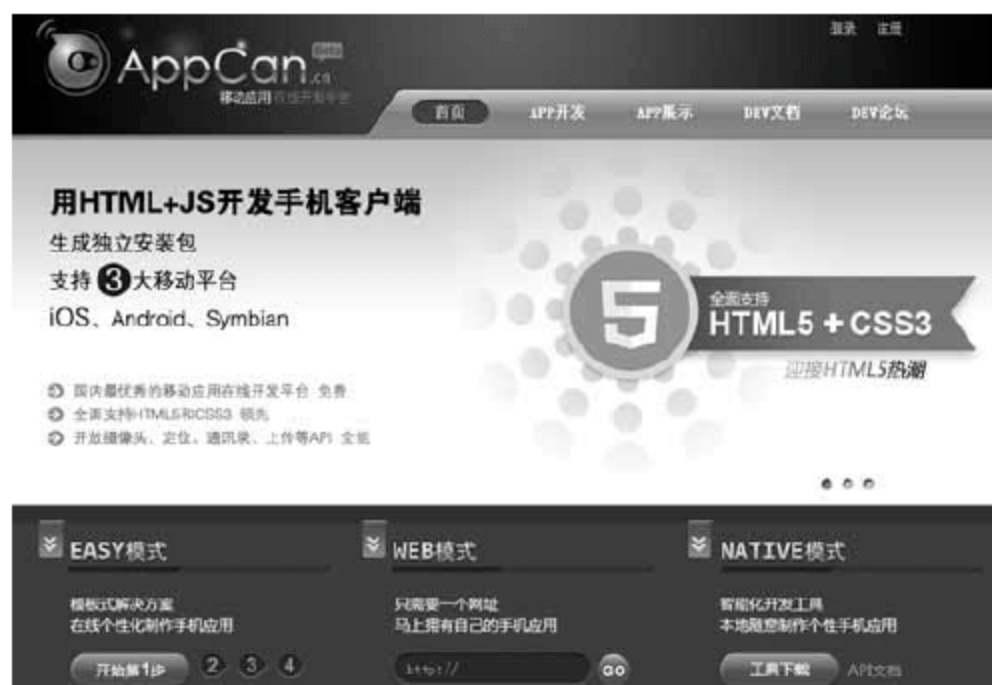 登录 注册
AppCan.cn Beta
移动应用 在线开发平台
首页 APP开发 APP展示 DEV文档 DEV论坛
用HTML+JS开发手机客户端
生成独立安装包
支持 3 大移动平台
iOS、Android、Symbian
5
全面支持
HTML5 + CSS3
迎接HTML5热潮
国内最优秀的移动应用在线开发平台 免费
全面支持HTML5和CSS3 领先
开放摄像头、定位、通讯录、上传等API 全能
EASY模式
模板式解决方案
在线个性化制作手机应用
开始第1步 2 3 4
WEB模式
只需要一个网址
马上拥有自己的手机应用
http:// GO
NATIVE模式
智能化开发工具
本地随意制作个性手机应用
工具下载 API文档